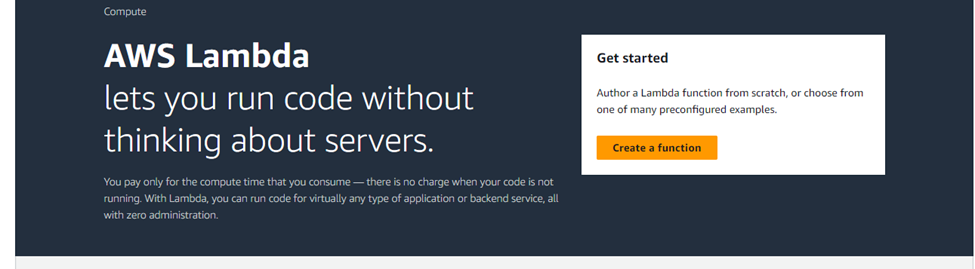 Compute
AWS Lambda
lets you run code without
thinking about servers.
You pay only for the compute time that you consume — there is no charge when your code is not
running. With Lambda, you can run code for virtually any type of application or backend service, all
with zero administration.
Get started
Author a Lambda function from scratch, or choose from
one of many preconfigured examples.
Create a function